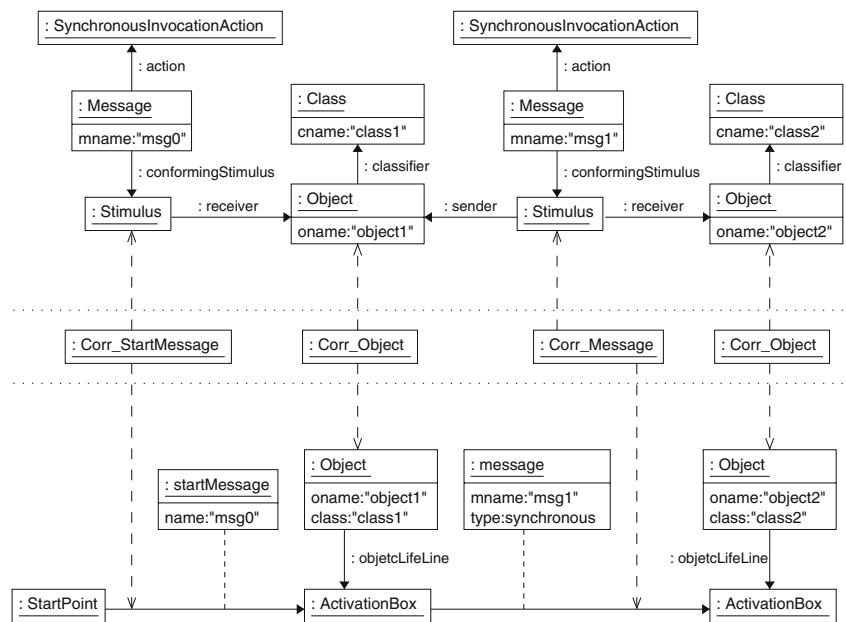 : SynchronousInvocationAction
: SynchronousInvocationAction
: action
: action
: Message
mname:"msg0"
: Class
cname:"class1"
: Message
mname:"msg1"
: Class
cname:"class2"
: conformingStimulus
: classifier
: conformingStimulus
: classifier
: Stimulus
: receiver
: Object
oname:"object1"
: sender
: Stimulus
: receiver
: Object
oname:"object2"
: Corr_StartMessage
: Corr_Object
: Corr_Message
: Corr_Object
: startMessage
name:"msg0"
: Object
oname:"object1"
class:"class1"
: message
mname:"msg1"
type:synchronous
: Object
oname:"object2"
class:"class2"
: objetcLifeLine
: objetcLifeLine
: StartPoint
: ActivationBox
: ActivationBox